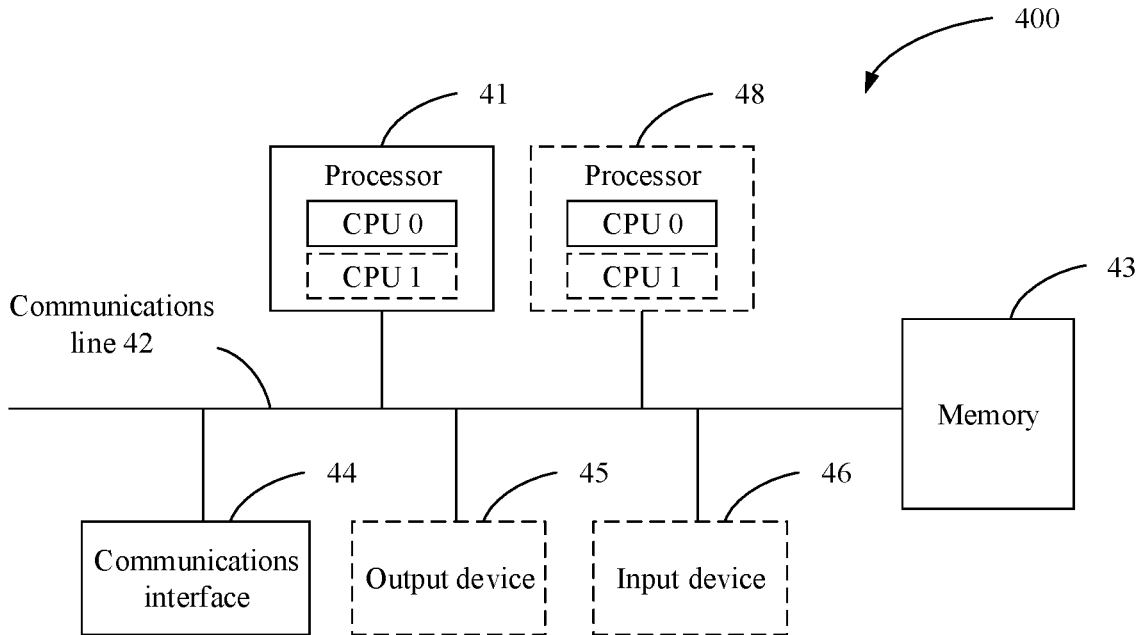 400
41
48
Processor
CPU 0
CPU 1
Processor
CPU 0
CPU 1
43
Communications
line 42
Memory
44
45
46
Communications
interface
Output device
Input device